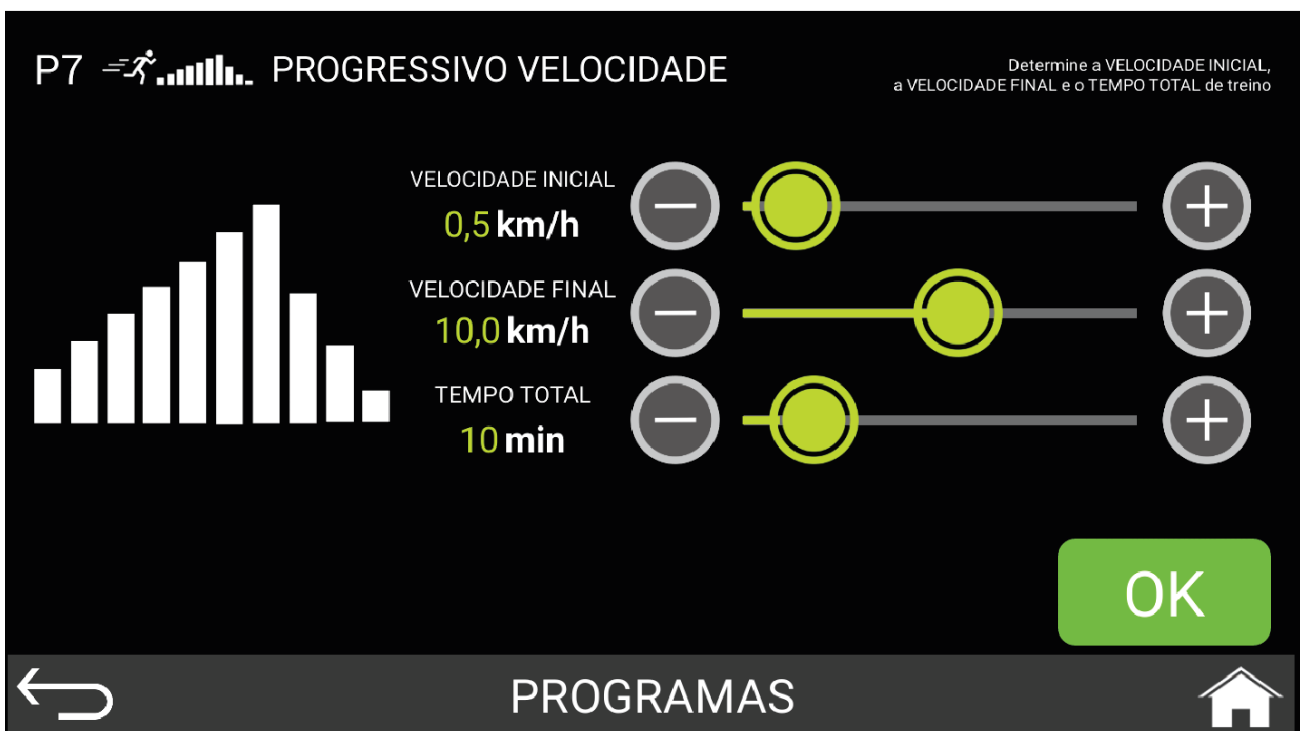 P7 PROGRESSIVO VELOCIDADE
Determine a VELOCIDADE INICIAL,
a VELOCIDADE FINAL e o TEMPO TOTAL de treino
VELOCIDADE INICIAL
0,5 km/h
VELOCIDADE FINAL
10,0 km/h
TEMPO TOTAL
10 min
OK
PROGRAMAS